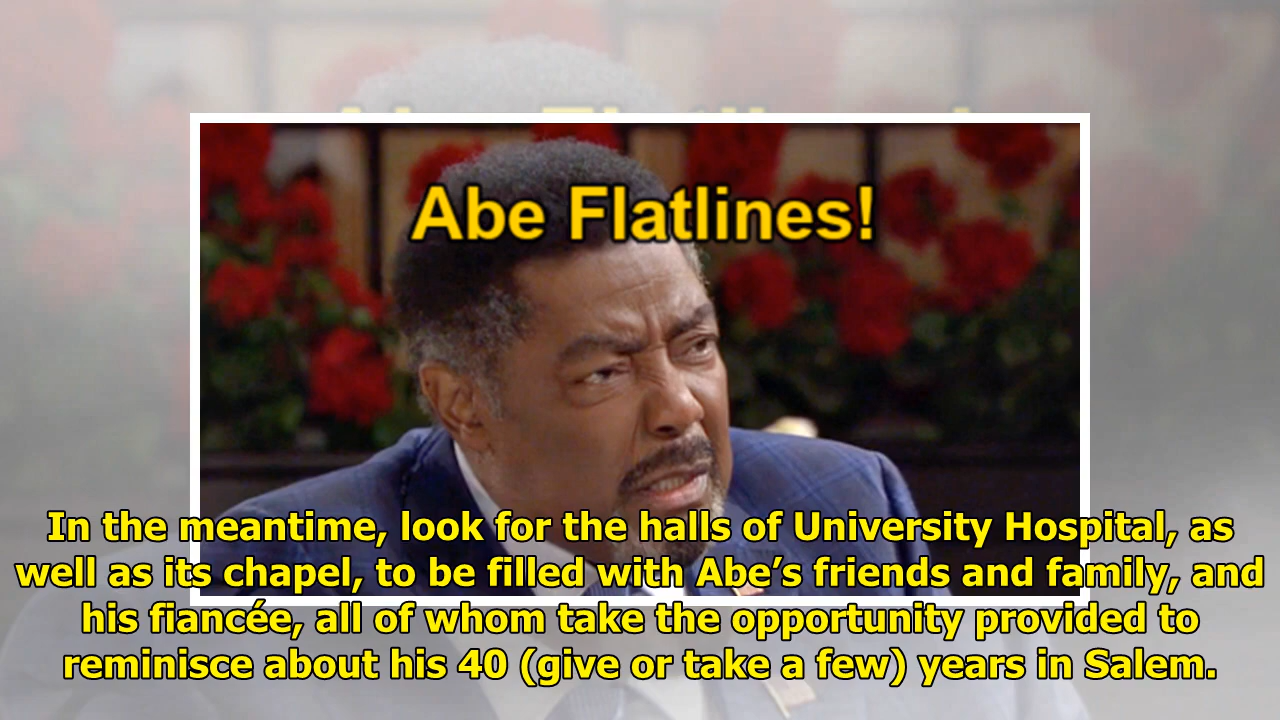 Abe Flatlines!
In the meantime, look for the halls of University Hospital, as
well as its chapel, to be filled with Abe’s friends and family, and
his fiancée, all of whom take the opportunity provided to
reminisce about his 40 (give or take a few) years in Salem.